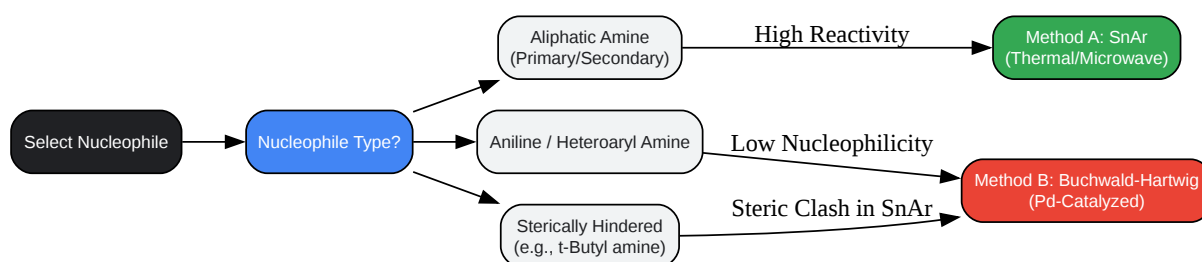 Select Nucleophile
Nucleophile Type?
Aliphatic Amine
(Primary/Secondary)
High Reactivity
Method A: SnAr
(Thermal/Microwave)
Aniline / Heteroaryl Amine
Low Nucleophilicity
Sterically Hindered
(e.g., t-Butyl amine)
Steric Clash in SnAr
Method B: Buchwald-Hartwig
(Pd-Catalyzed)